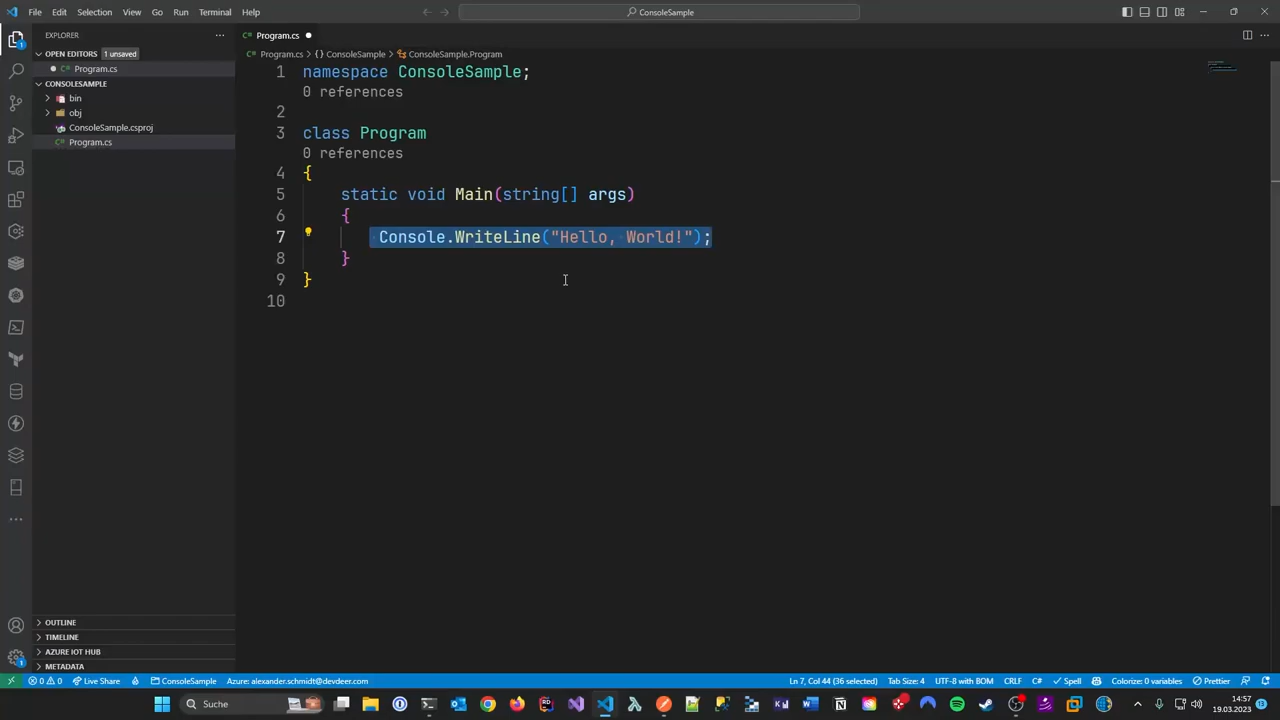 File Edit Selection View Go Run Terminal Help
ConsoleSample
EXPLORER
OPEN EDITORS 1 unsaved
Program.cs
CONSOLESAMPLE
bin
obj
ConsoleSample.csproj
Program.cs
OUTLINE
TIMELINE
AZURE IOT HUB
METADATA
Program.cs
Program.cs > {} ConsoleSample > ConsoleSample.Program
1 namespace ConsoleSample;
0 references
2
3 class Program
0 references
4 {
5 static void Main(string[] args)
6 {
7 Console.WriteLine("Hello, World!");
8 }
9 }
10
0 0 Live Share ConsoleSample Azure: alexander.schmidt@devdeer.com Ln 7, Col 44 (36 selected) Tab Size: 4 UTF-8 with BOM CRLF C# Spell Colorize: 0 variables Prettier
Suche
14:57
19.03.2023